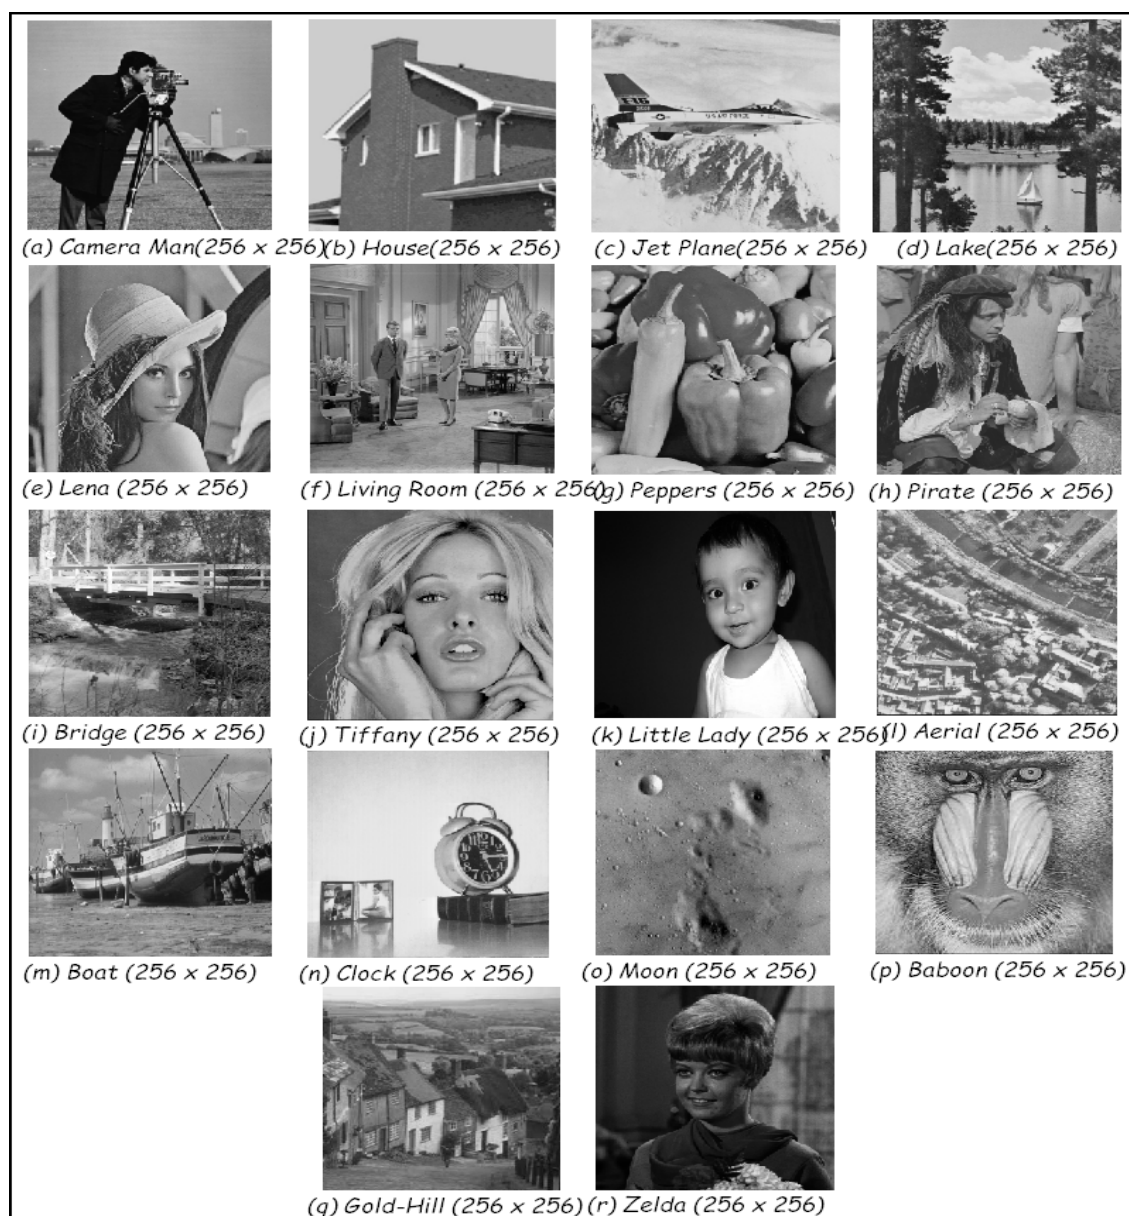 (a) Camera Man(256 x 256)
(b) House(256 x 256)
(c) Jet Plane(256 x 256)
(d) Lake(256 x 256)
U.S. AIR FORCE
(e) Lena (256 x 256)
(f) Living Room (256 x 256)
(g) Peppers (256 x 256)
(h) Pirate (256 x 256)
(i) Bridge (256 x 256)
(j) Tiffany (256 x 256)
(k) Little Lady (256 x 256)
(l) Aerial (256 x 256)
(m) Boat (256 x 256)
(n) Clock (256 x 256)
(o) Moon (256 x 256)
(p) Baboon (256 x 256)
(q) Gold-Hill (256 x 256)
(r) Zelda (256 x 256)